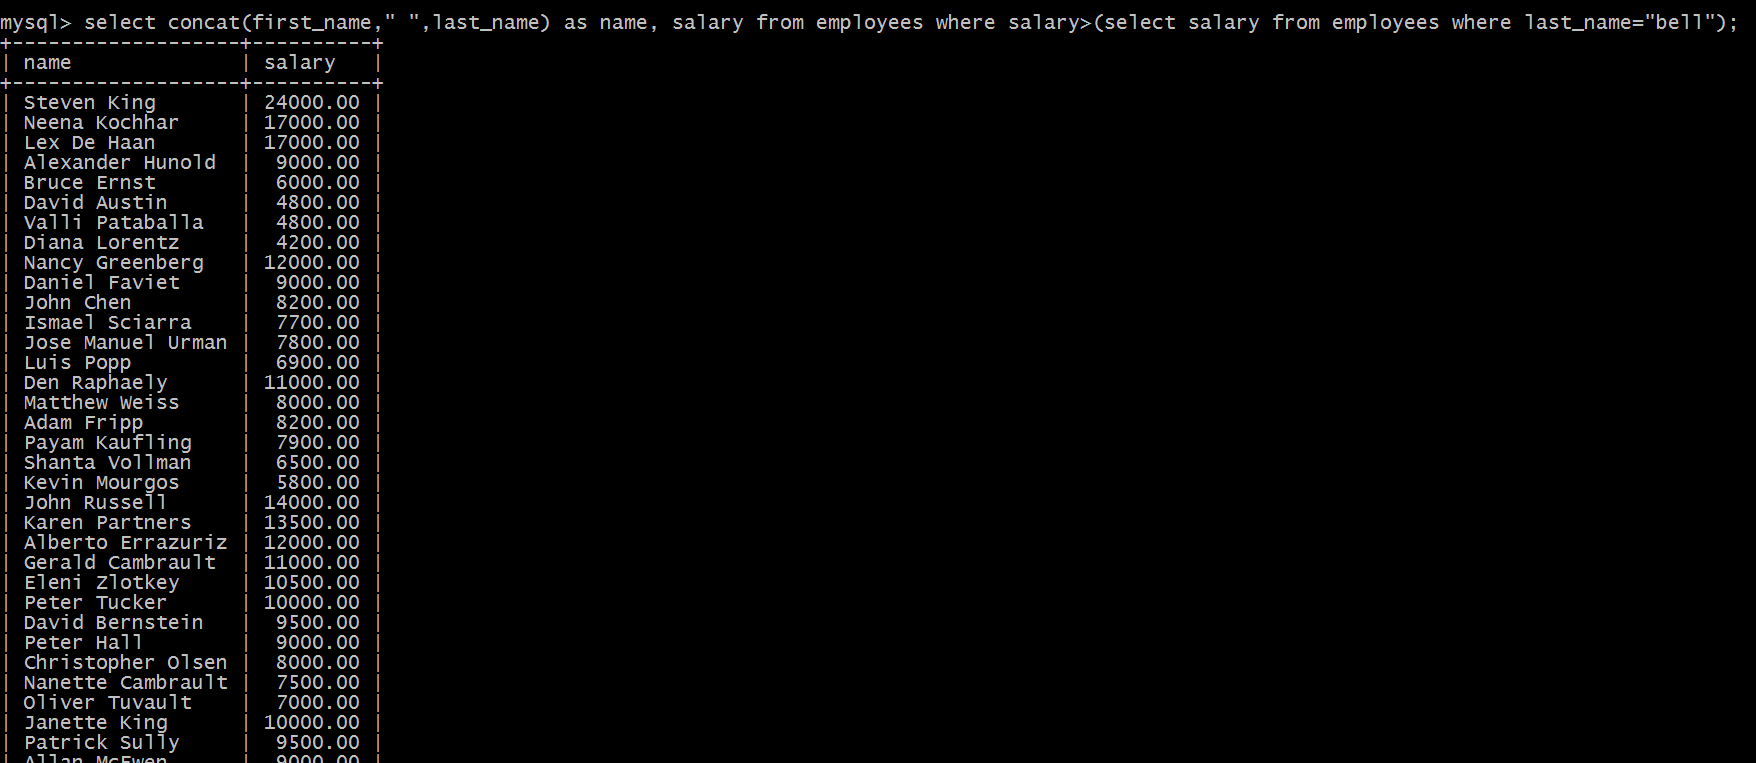 mysql> select concat(first_name," ",last_name) as name, salary from employees where salary>(select salary from employees where last_name="bell");
+-------------------+----------+
| name              | salary   |
+-------------------+----------+
| Steven King       | 24000.00 |
| Neena Kochhar     | 17000.00 |
| Lex De Haan       | 17000.00 |
| Alexander Hunold  |  9000.00 |
| Bruce Ernst       |  6000.00 |
| David Austin      |  4800.00 |
| Valli Pataballa   |  4800.00 |
| Diana Lorentz     |  4200.00 |
| Nancy Greenberg   | 12000.00 |
| Daniel Faviet     |  9000.00 |
| John Chen         |  8200.00 |
| Ismael Sciarra    |  7700.00 |
| Jose Manuel Urman |  7800.00 |
| Luis Popp         |  6900.00 |
| Den Raphaely      | 11000.00 |
| Matthew Weiss     |  8000.00 |
| Adam Fripp        |  8200.00 |
| Payam Kaufling    |  7900.00 |
| Shanta Vollman    |  6500.00 |
| Kevin Mourgos     |  5800.00 |
| John Russell      | 14000.00 |
| Karen Partners    | 13500.00 |
| Alberto Errazuriz | 12000.00 |
| Gerald Cambrault  | 11000.00 |
| Eleni Zlotkey     | 10500.00 |
| Peter Tucker      | 10000.00 |
| David Bernstein   |  9500.00 |
| Peter Hall        |  9000.00 |
| Christopher Olsen |  8000.00 |
| Nanette Cambrault |  7500.00 |
| Oliver Tuvault    |  7000.00 |
| Janette King      | 10000.00 |
| Patrick Sully     |  9500.00 |
| Allan McEwen      |  9000.00 |